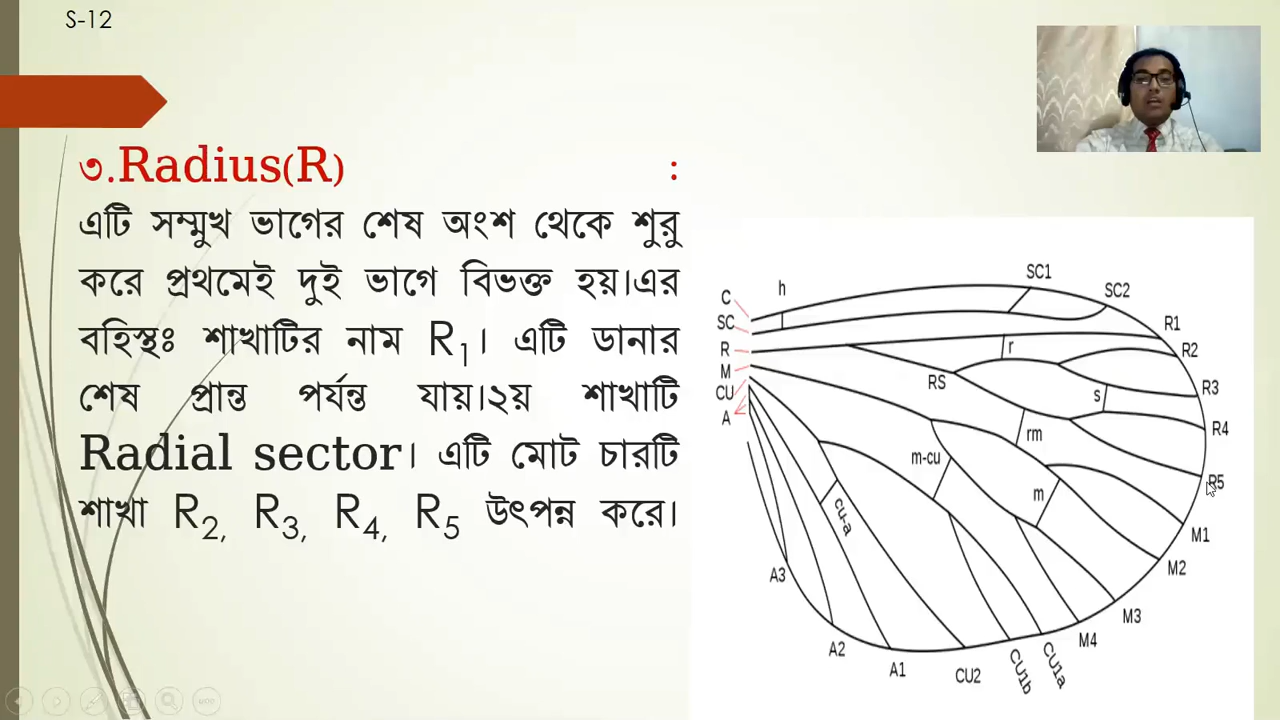 S-12
৩.Radius(R) :
এটি সম্মুখ ভাগের শেষ অংশ থেকে শুরু
করে প্রথমেই দুই ভাগে বিভক্ত হয়।এর
বহিস্থঃ শাখাটির নাম R1। এটি ডানার
শেষ প্রান্ত পর্যন্ত যায়।২য় শাখাটি
Radial sector। এটি মোট চারটি
শাখা R2, R3, R4, R5 উৎপন্ন করে।
C
SC
R
M
CU
A
h
SC1
SC2
R1
R2
R3
R4
R5
M1
M2
M3
M4
CU1a
CU1b
CU2
A1
A2
A3
r
RS
s
rm
m-cu
m
cu-a